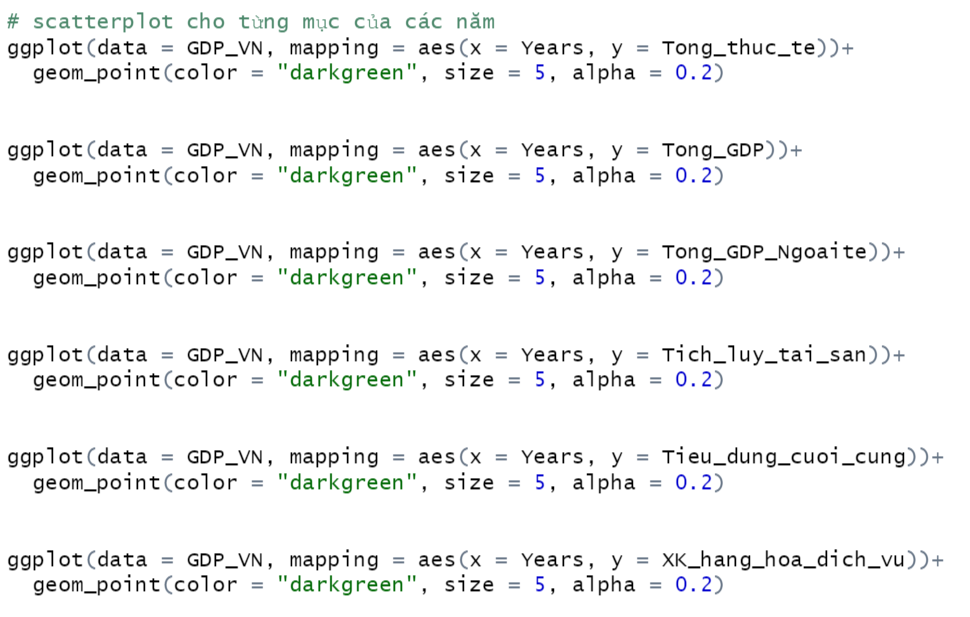 # scatterplot cho từng mục của các năm
ggplot(data = GDP_VN, mapping = aes(x = Years, y = Tong_thuc_te))+
  geom_point(color = "darkgreen", size = 5, alpha = 0.2)
ggplot(data = GDP_VN, mapping = aes(x = Years, y = Tong_GDP))+
  geom_point(color = "darkgreen", size = 5, alpha = 0.2)
ggplot(data = GDP_VN, mapping = aes(x = Years, y = Tong_GDP_Ngoaite))+
  geom_point(color = "darkgreen", size = 5, alpha = 0.2)
ggplot(data = GDP_VN, mapping = aes(x = Years, y = Tich_luy_tai_san))+
  geom_point(color = "darkgreen", size = 5, alpha = 0.2)
ggplot(data = GDP_VN, mapping = aes(x = Years, y = Tieu_dung_cuoi_cung))+
  geom_point(color = "darkgreen", size = 5, alpha = 0.2)
ggplot(data = GDP_VN, mapping = aes(x = Years, y = XK_hang_hoa_dich_vu))+
  geom_point(color = "darkgreen", size = 5, alpha = 0.2)